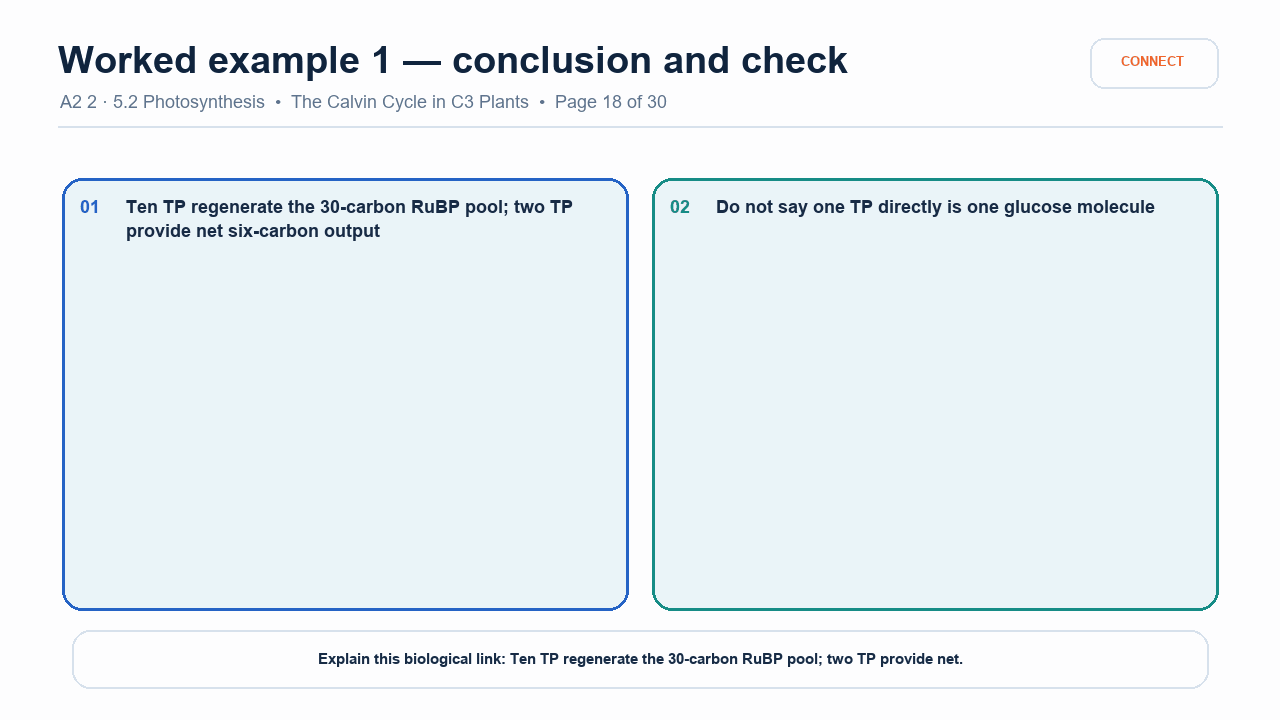 Worked example 1 — conclusion and check
CONNECT
A2 2 · 5.2 Photosynthesis • The Calvin Cycle in C3 Plants • Page 18 of 30
01 Ten TP regenerate the 30-carbon RuBP pool; two TP
provide net six-carbon output
02 Do not say one TP directly is one glucose molecule
Explain this biological link: Ten TP regenerate the 30-carbon RuBP pool; two TP provide net.